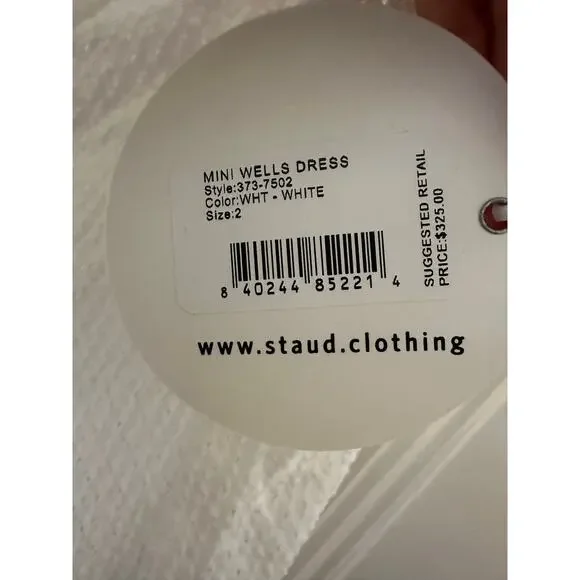 MINI WELLS DRESS
Style:373-7502
Color:WHT - WHITE
Size:2
8 40244 85221 4
SUGGESTED RETAIL
PRICE:$325.00
www.staud.clothing